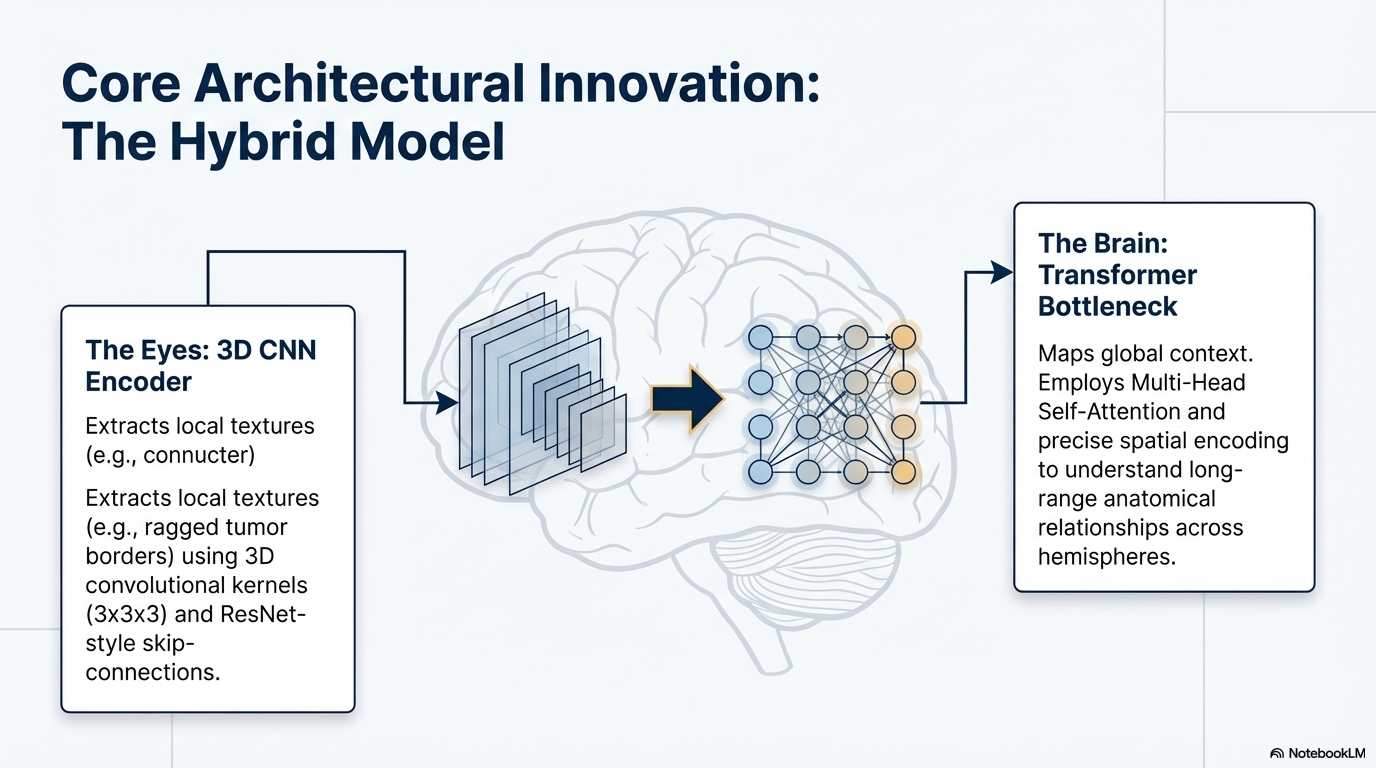 Core Architectural Innovation:
The Hybrid Model
The Eyes: 3D CNN
Encoder
Extracts local textures
(e.g., connucter)
Extracts local textures
(e.g., ragged tumor
borders) using 3D
convolutional kernels
(3x3x3) and ResNet-
style skip-
connections.
The Brain:
Transformer
Bottleneck
Maps global context.
Employs Multi-Head
Self-Attention and
precise spatial encoding
to understand long-
range anatomical
relationships across
hemispheres.
NotebookLM